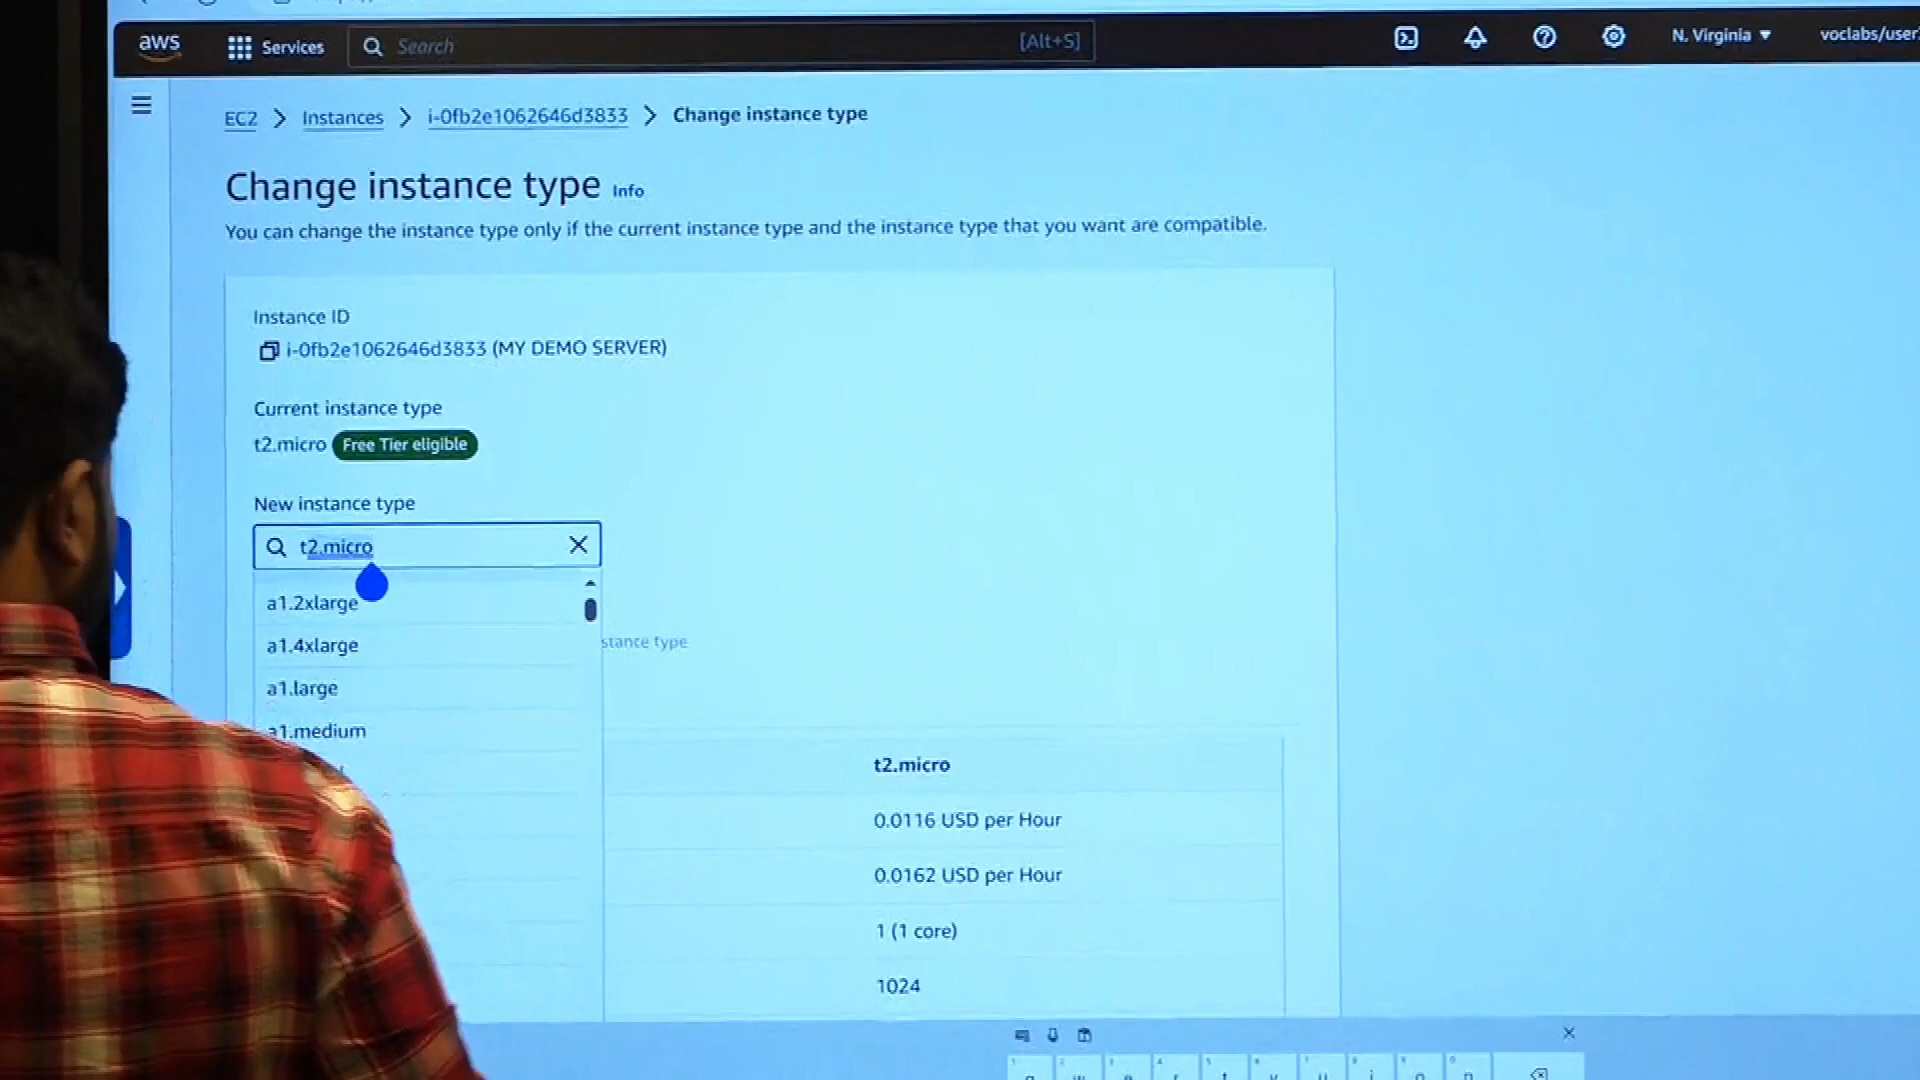 aws Services Search [Alt+S] N. Virginia voclabs/user
EC2 > Instances > i-0fb2e1062646d3833 > Change instance type
Change instance type Info
You can change the instance type only if the current instance type and the instance type that you want are compatible.
Instance ID
i-0fb2e1062646d3833 (MY DEMO SERVER)
Current instance type
t2.micro Free Tier eligible
New instance type
t2.micro
a1.2xlarge
a1.4xlarge
stance type
a1.large
a1.medium
t2.micro
0.0116 USD per Hour
0.0162 USD per Hour
1 (1 core)
1024